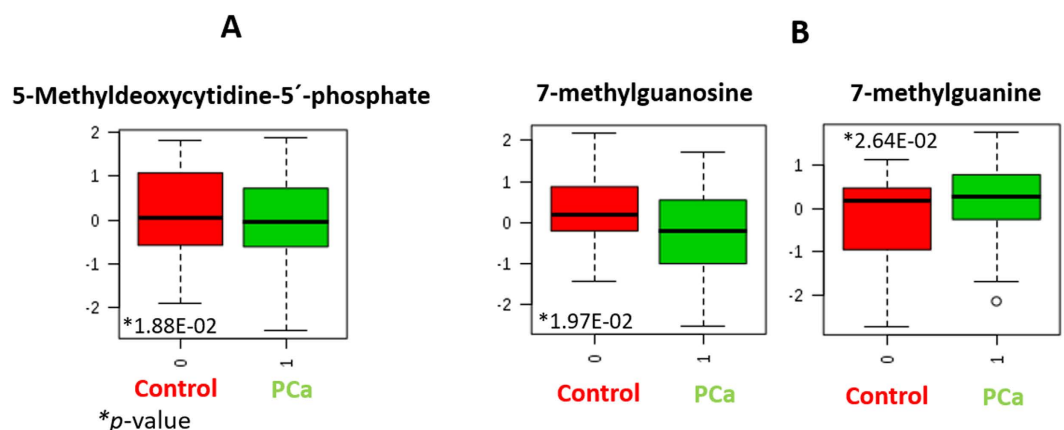 A
B
5-Methyldeoxycytidine-5´-phosphate
7-methylguanosine
7-methylguanine
2
1
0
-1
-2
*1.88E-02
0
1
Control
PCa
*p-value
2
1
0
-1
-2
*1.97E-02
0
1
Control
PCa
*2.64E-02
1
0
-1
-2
0
1
Control
PCa